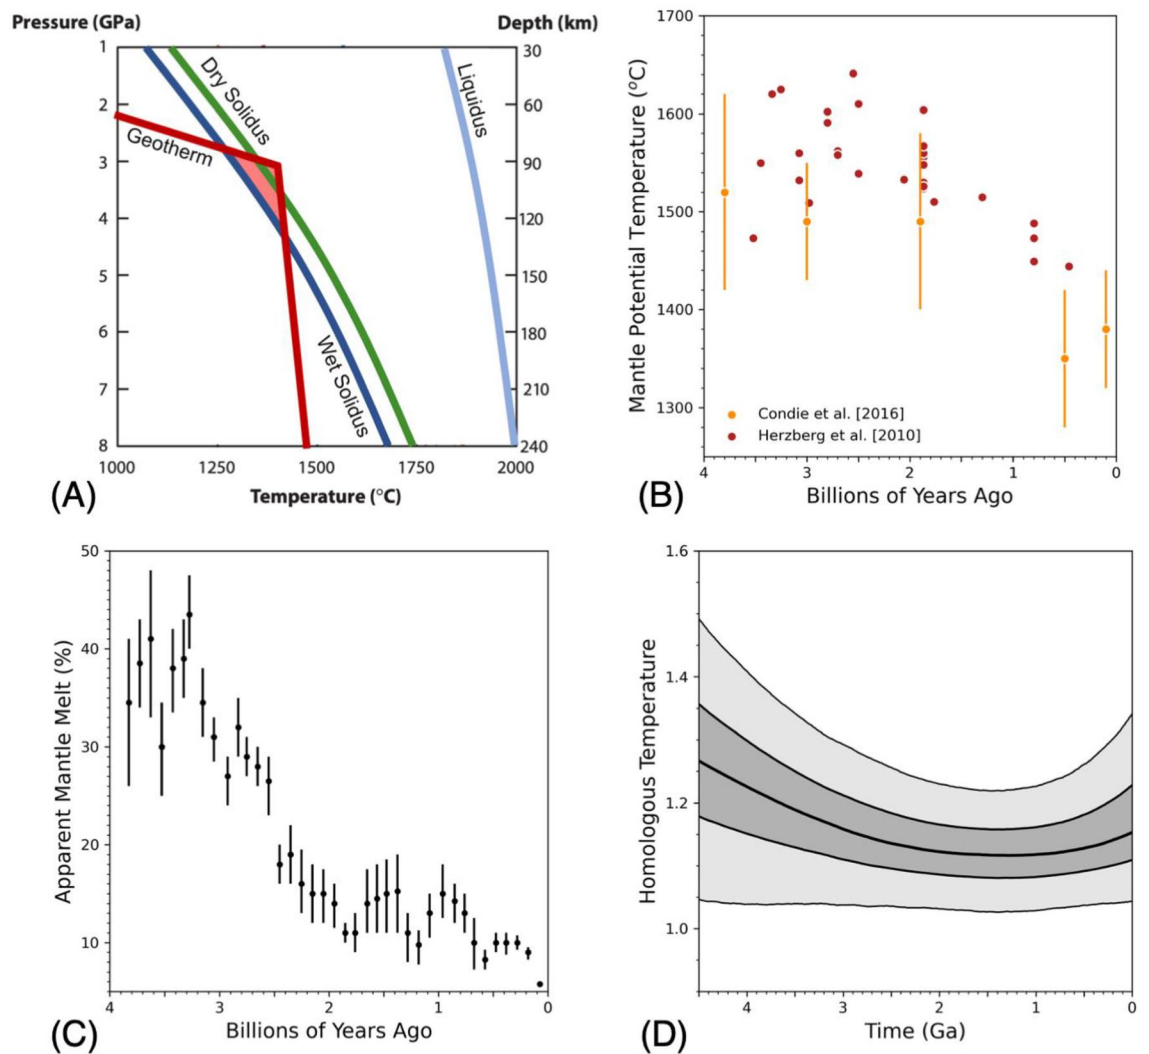 Pressure (GPa)
Depth (km)
1
2
3
4
5
6
7
8
30
60
90
120
150
180
210
240
1000
1250
1500
1750
2000
Temperature (°C)
Geotherm
Dry Solidus
Wet Solidus
Liquidus
(A)
1700
1600
1500
1400
1300
Mantle Potential Temperature (°C)
Condie et al. [2016]
Herzberg et al. [2010]
4
3
2
1
0
Billions of Years Ago
(B)
50
40
30
20
10
Apparent Mantle Melt (%)
4
3
2
1
0
Billions of Years Ago
(C)
1.6
1.4
1.2
1.0
Homologous Temperature
4
3
2
1
0
Time (Ga)
(D)